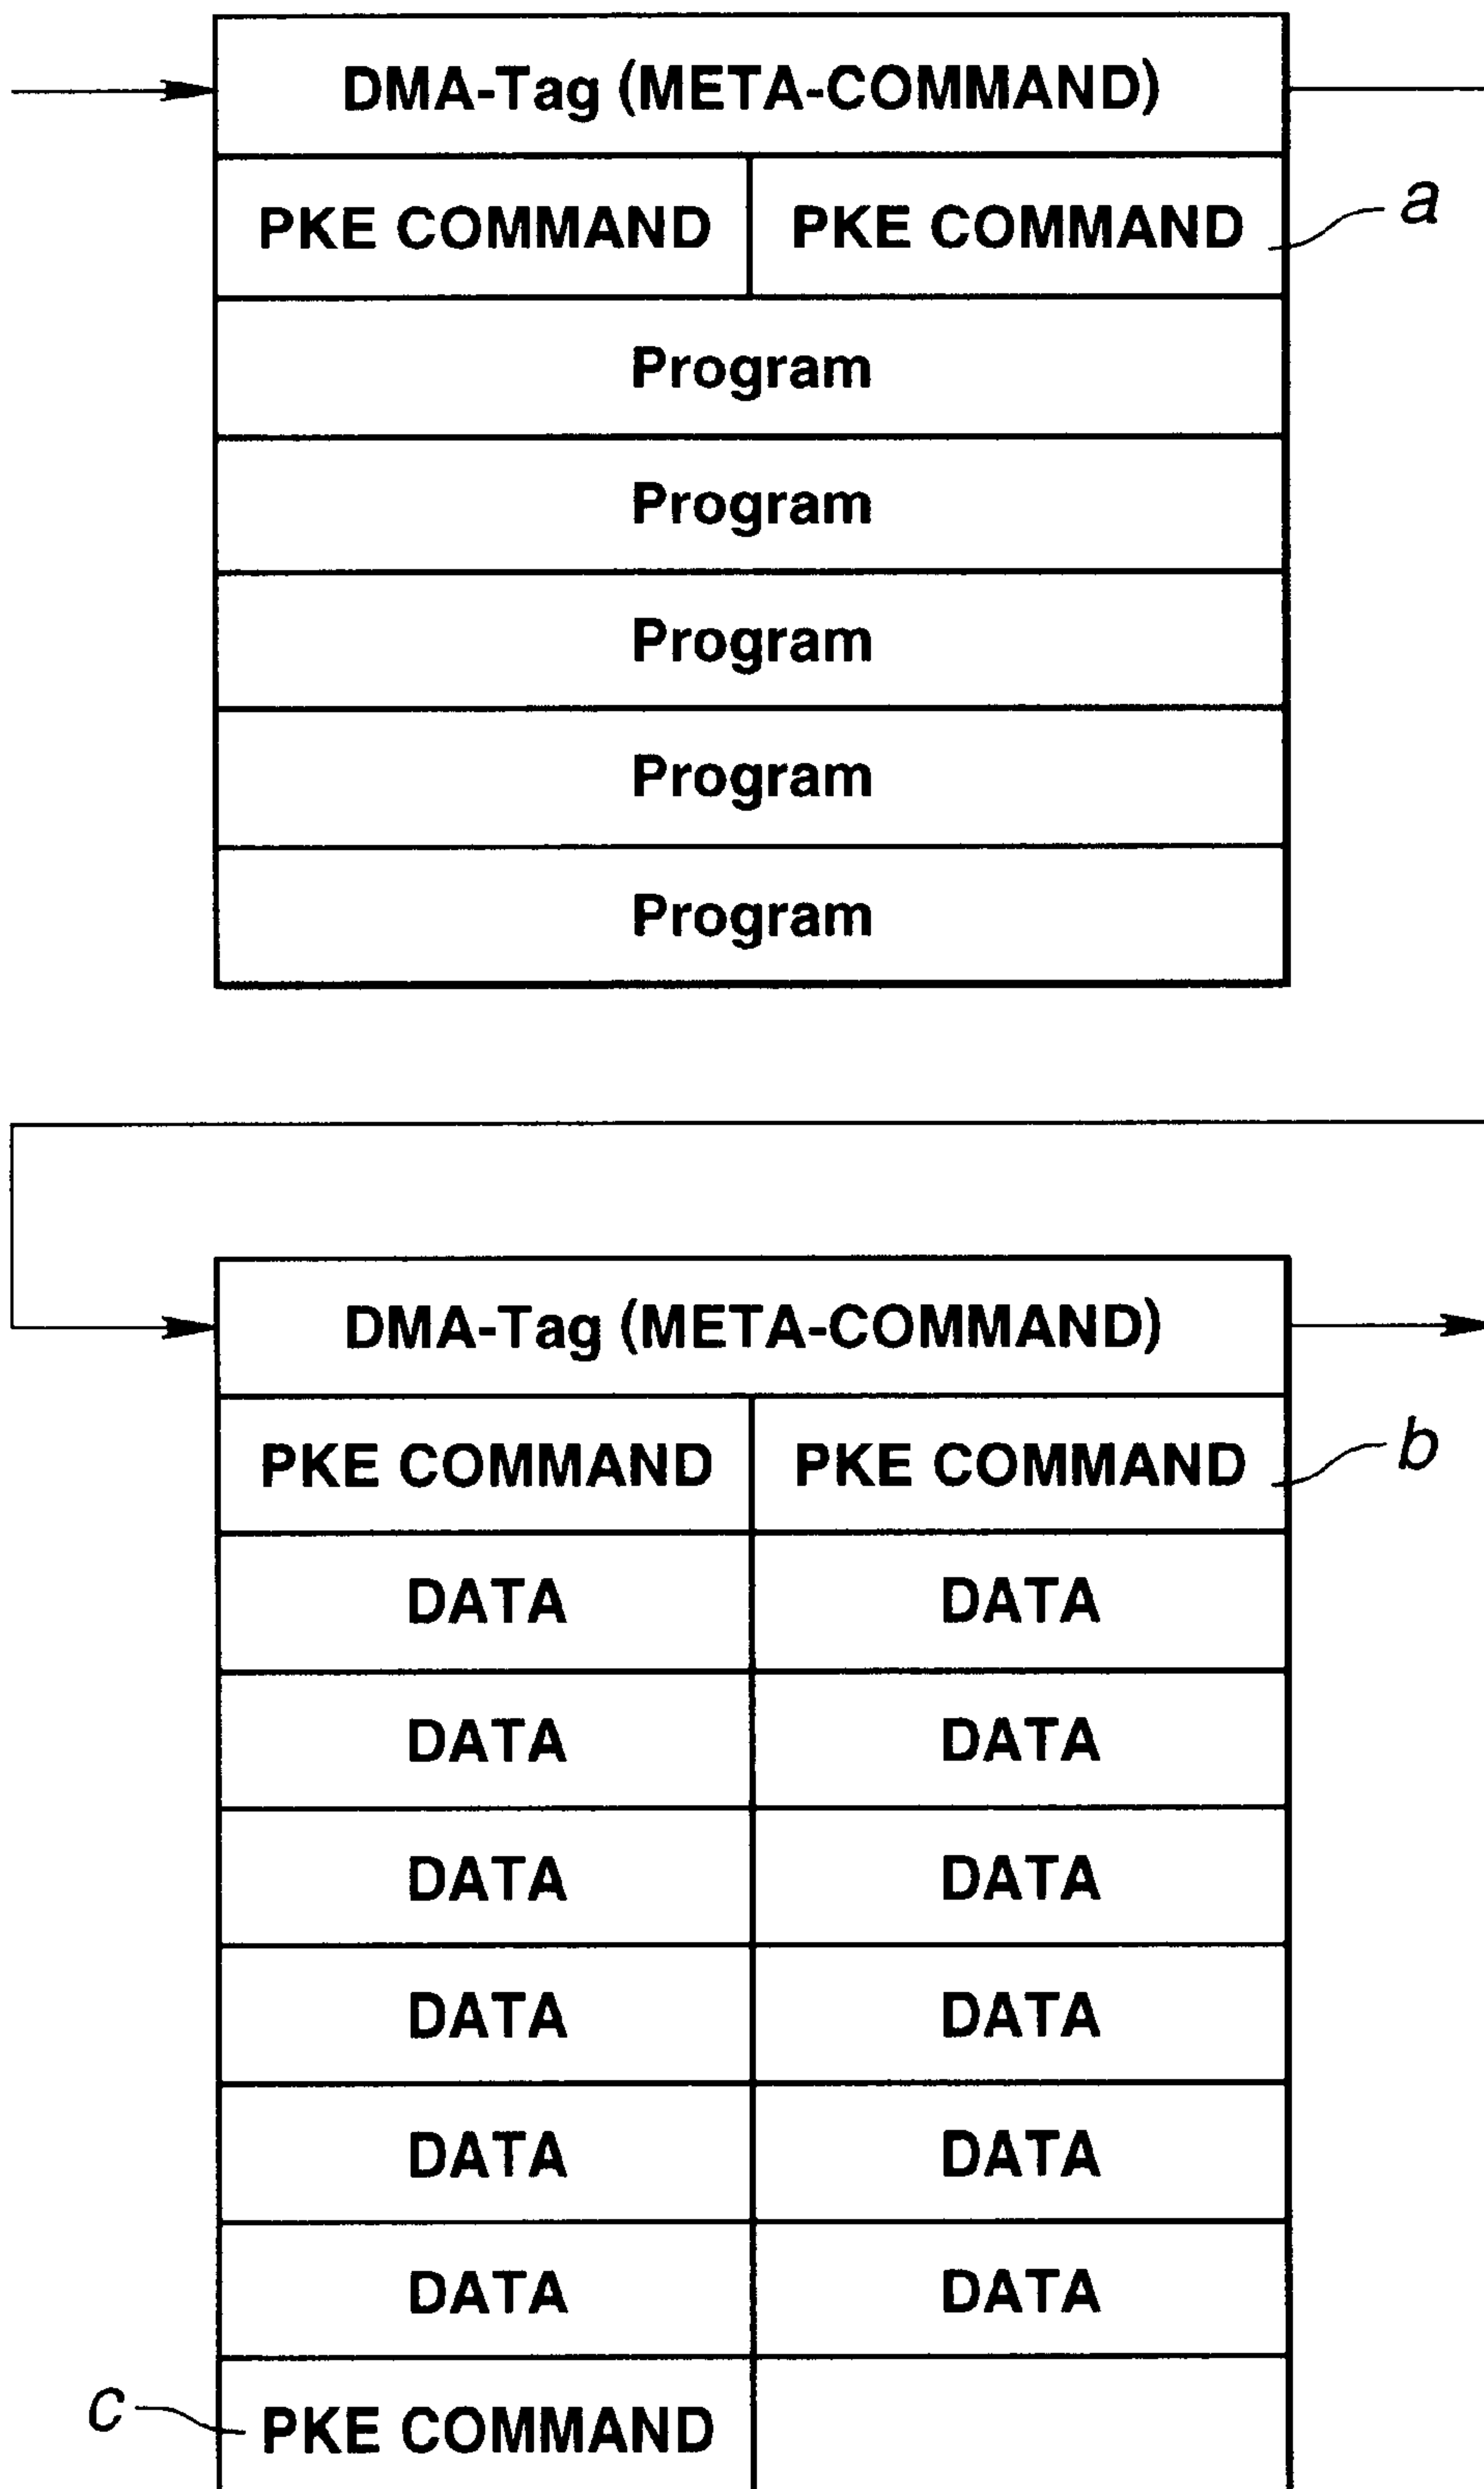 DMA-Tag (META-COMMAND)
PKE COMMAND PKE COMMAND a
Program
Program
Program
Program
Program
DMA-Tag (META-COMMAND)
PKE COMMAND PKE COMMAND b
DATA DATA
DATA DATA
DATA DATA
DATA DATA
DATA DATA
DATA DATA
c PKE COMMAND